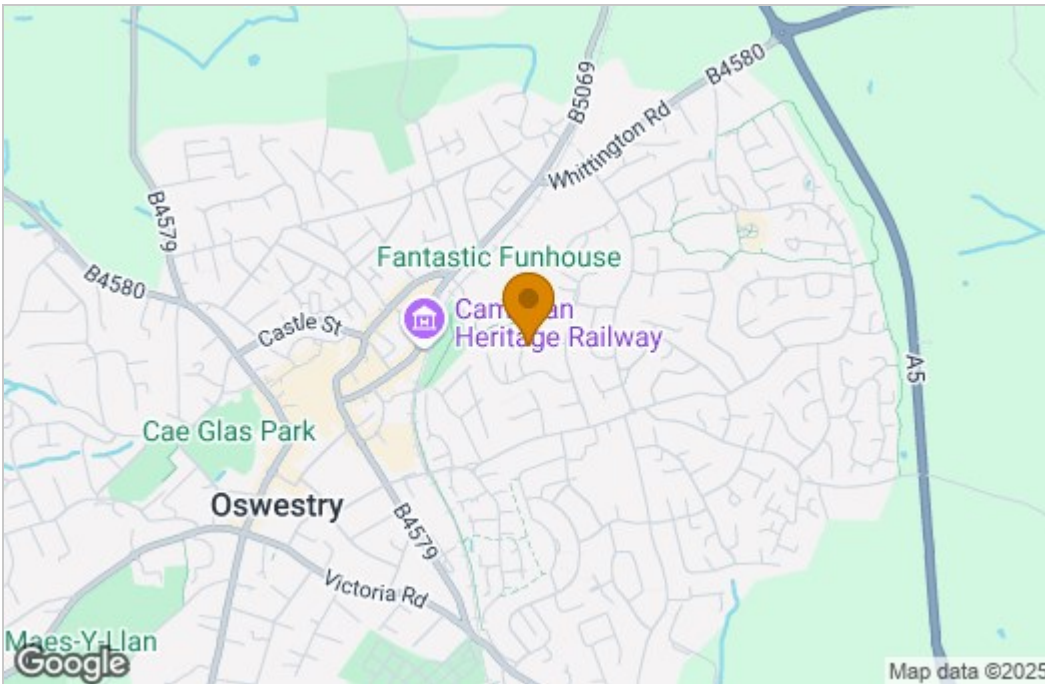 B4580
B5069
Whittington Rd
B4579
Fantastic Funhouse
B4580
Heritage Railway
Castle St
A5
Cae Glas Park
Oswestry
B4579
Victoria Rd
Maes-Y-Llan
Google
Map data ©2025